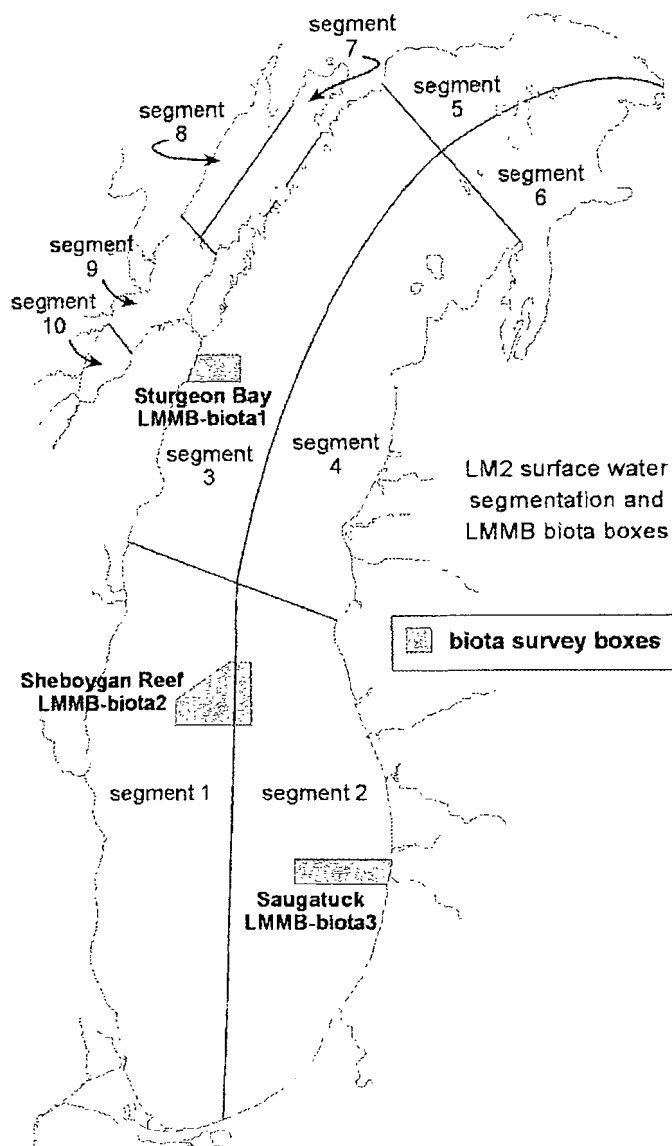 segment
7
segment
8
segment
5
segment
6
segment
9
segment
10
Sturgeon Bay
LMMB-biota1
segment
3
segment
4
LM2 surface water
segmentation and
LMMB biota boxes
biota survey boxes
Sheboygan Reef
LMMB-biota2
segment 1
segment 2
Saugatuck
LMMB-biota3